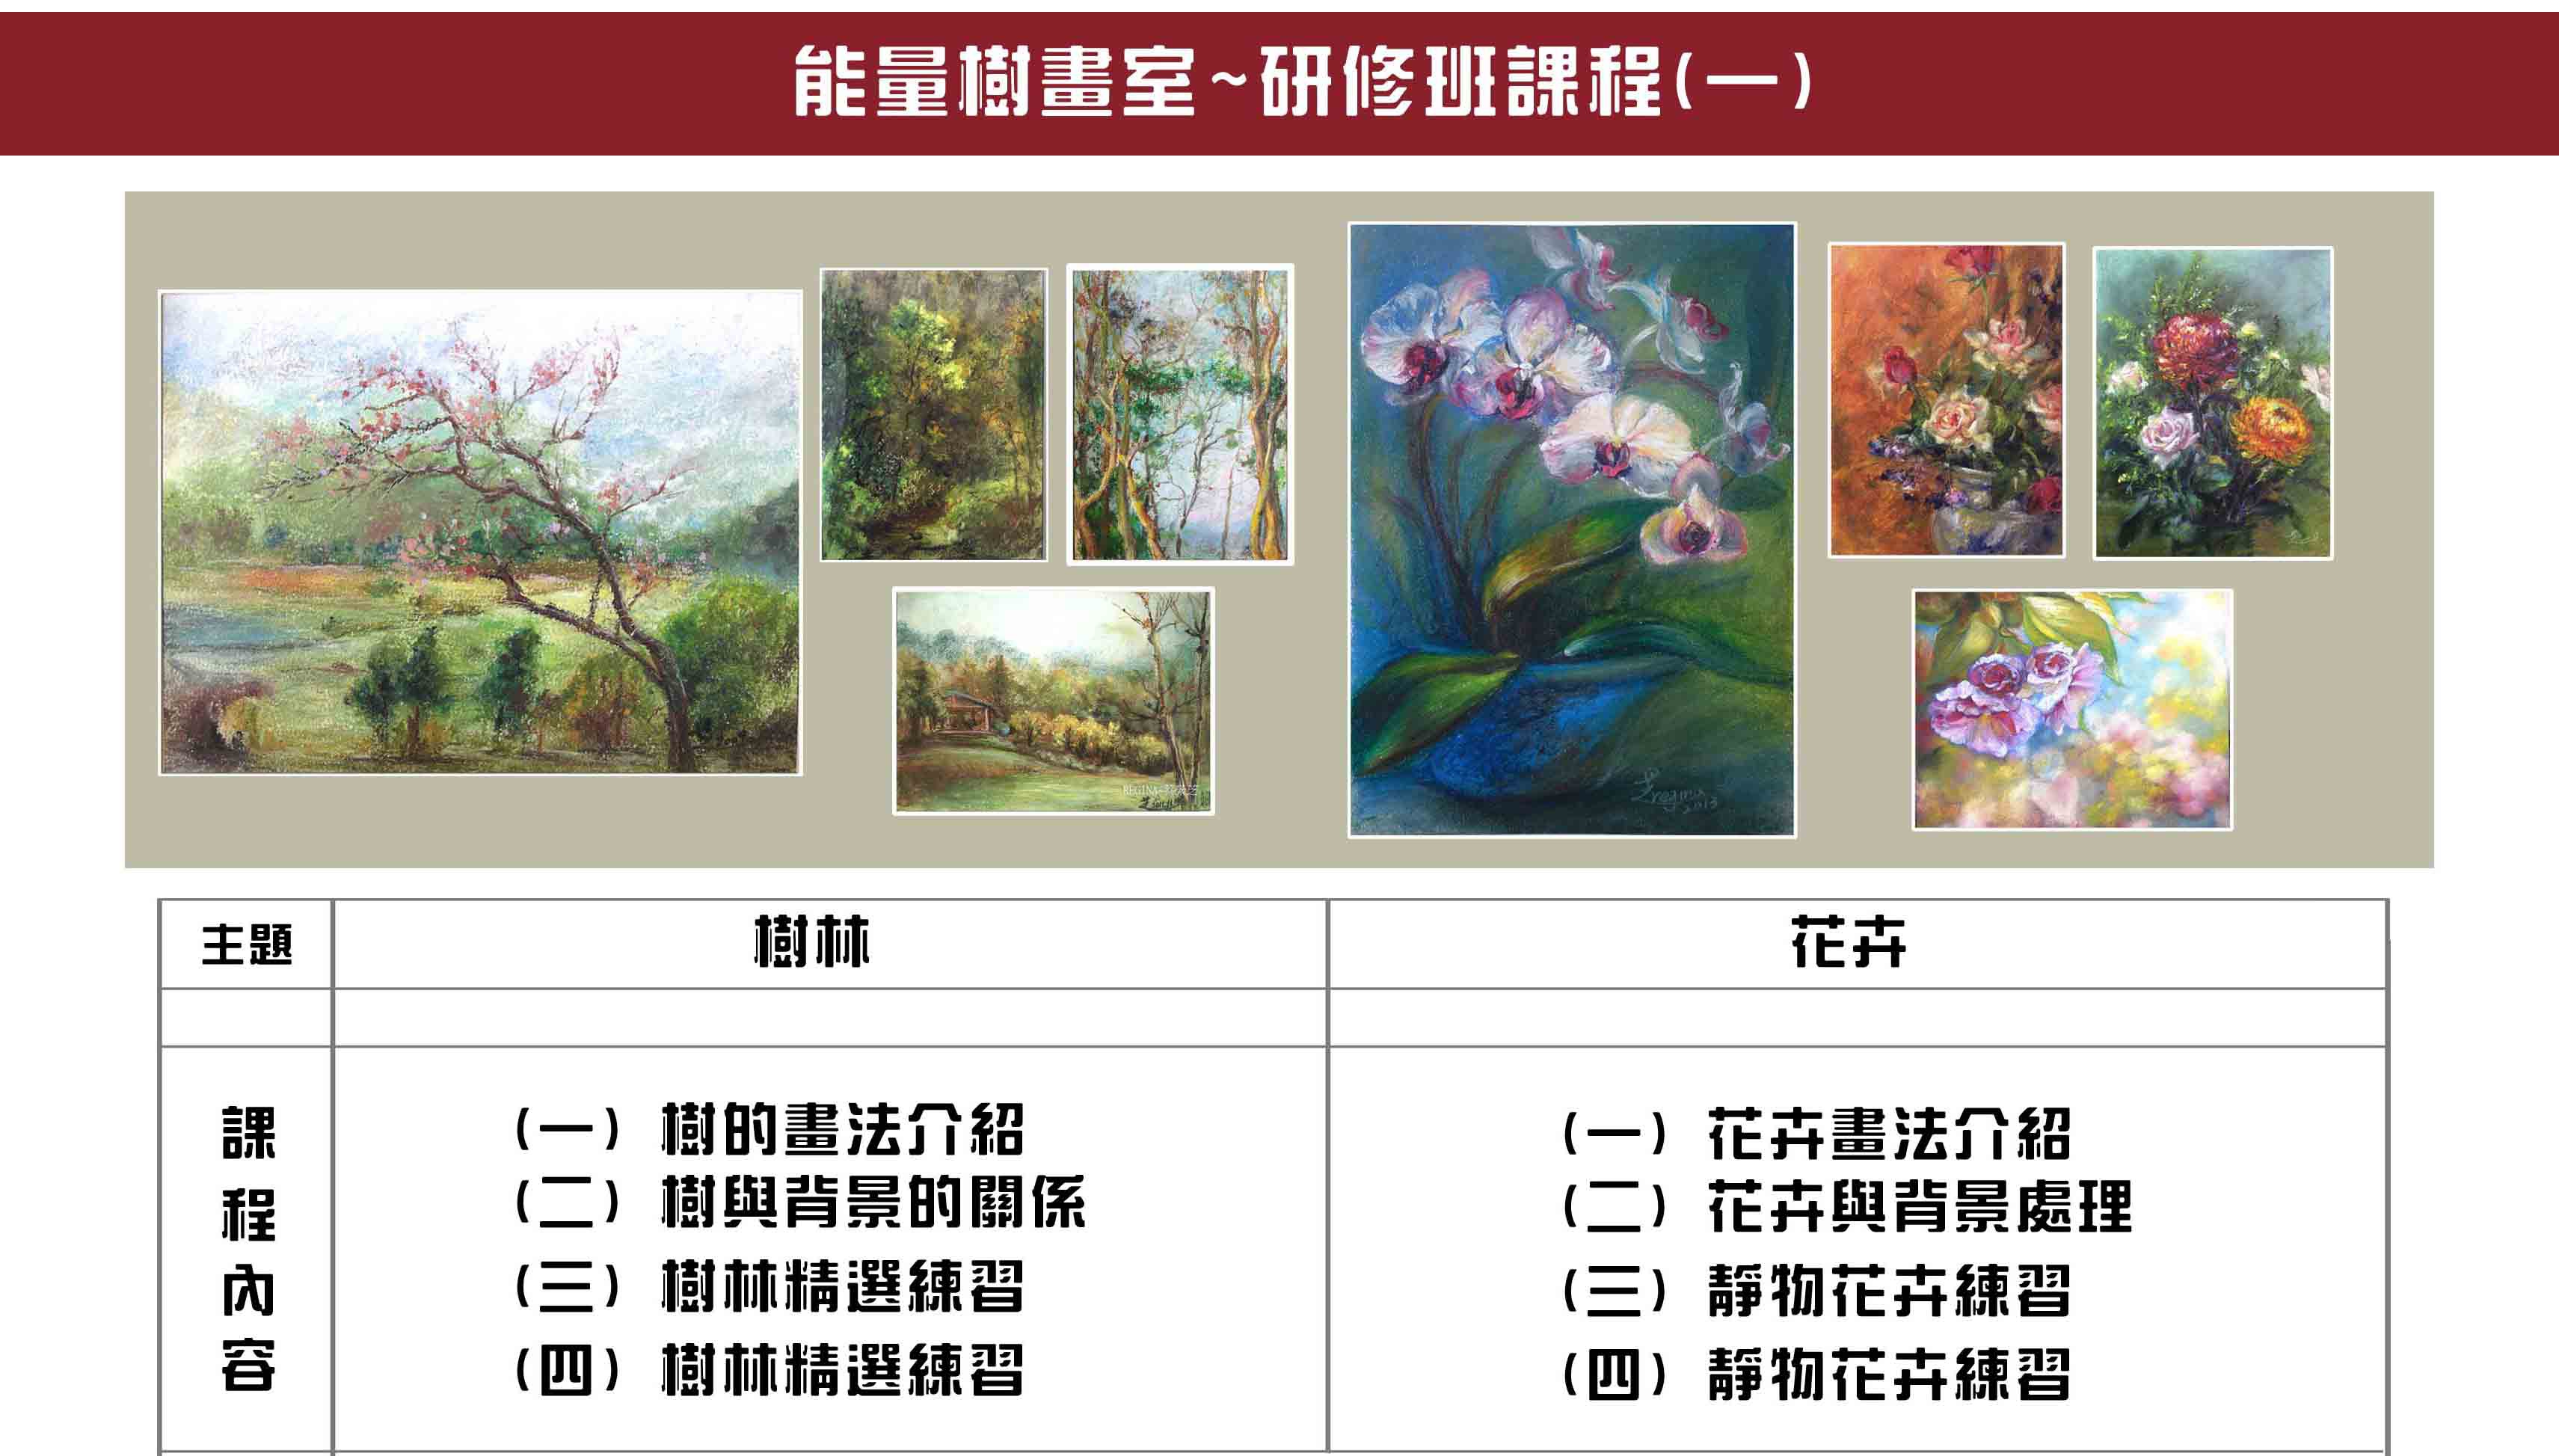 能量樹畫室~研修班課程(一)
REGINA
Regina
2013
主題 樹林 花卉
課程內容
(一) 樹的畫法介紹
(二) 樹與背景的關係
(三) 樹林精選練習
(四) 樹林精選練習
(一) 花卉畫法介紹
(二) 花卉與背景處理
(三) 靜物花卉練習
(四) 靜物花卉練習